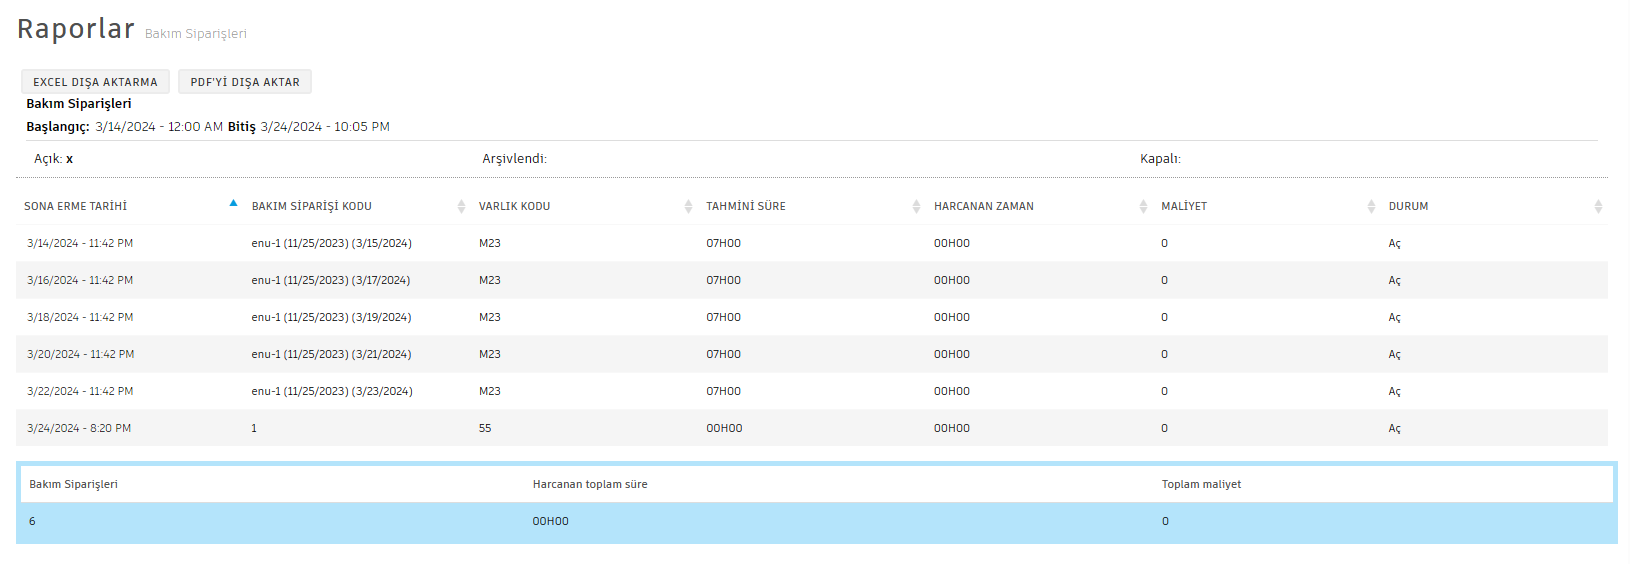 Raporlar Bakım Siparişleri
EXCEL DIŞA AKTARMA PDF'Yİ DIŞA AKTAR
Bakım Siparişleri
Başlangıç: 3/14/2024 - 12:00 AM Bitiş 3/24/2024 - 10:05 PM
Açık: x Arşivlendi: Kapalı:
SONA ERME TARİHİ BAKIM SİPARİŞİ KODU VARLIK KODU TAHMİNİ SÜRE HARCANAN ZAMAN MALİYET DURUM
3/14/2024 - 11:42 PM enu-1 (11/25/2023) (3/15/2024) M23 07H00 00H00 0 Aç
3/16/2024 - 11:42 PM enu-1 (11/25/2023) (3/17/2024) M23 07H00 00H00 0 Aç
3/18/2024 - 11:42 PM enu-1 (11/25/2023) (3/19/2024) M23 07H00 00H00 0 Aç
3/20/2024 - 11:42 PM enu-1 (11/25/2023) (3/21/2024) M23 07H00 00H00 0 Aç
3/22/2024 - 11:42 PM enu-1 (11/25/2023) (3/23/2024) M23 07H00 00H00 0 Aç
3/24/2024 - 8:20 PM 1 55 00H00 00H00 0 Aç
Bakım Siparişleri Harcanan toplam süre Toplam maliyet
6 00H00 0